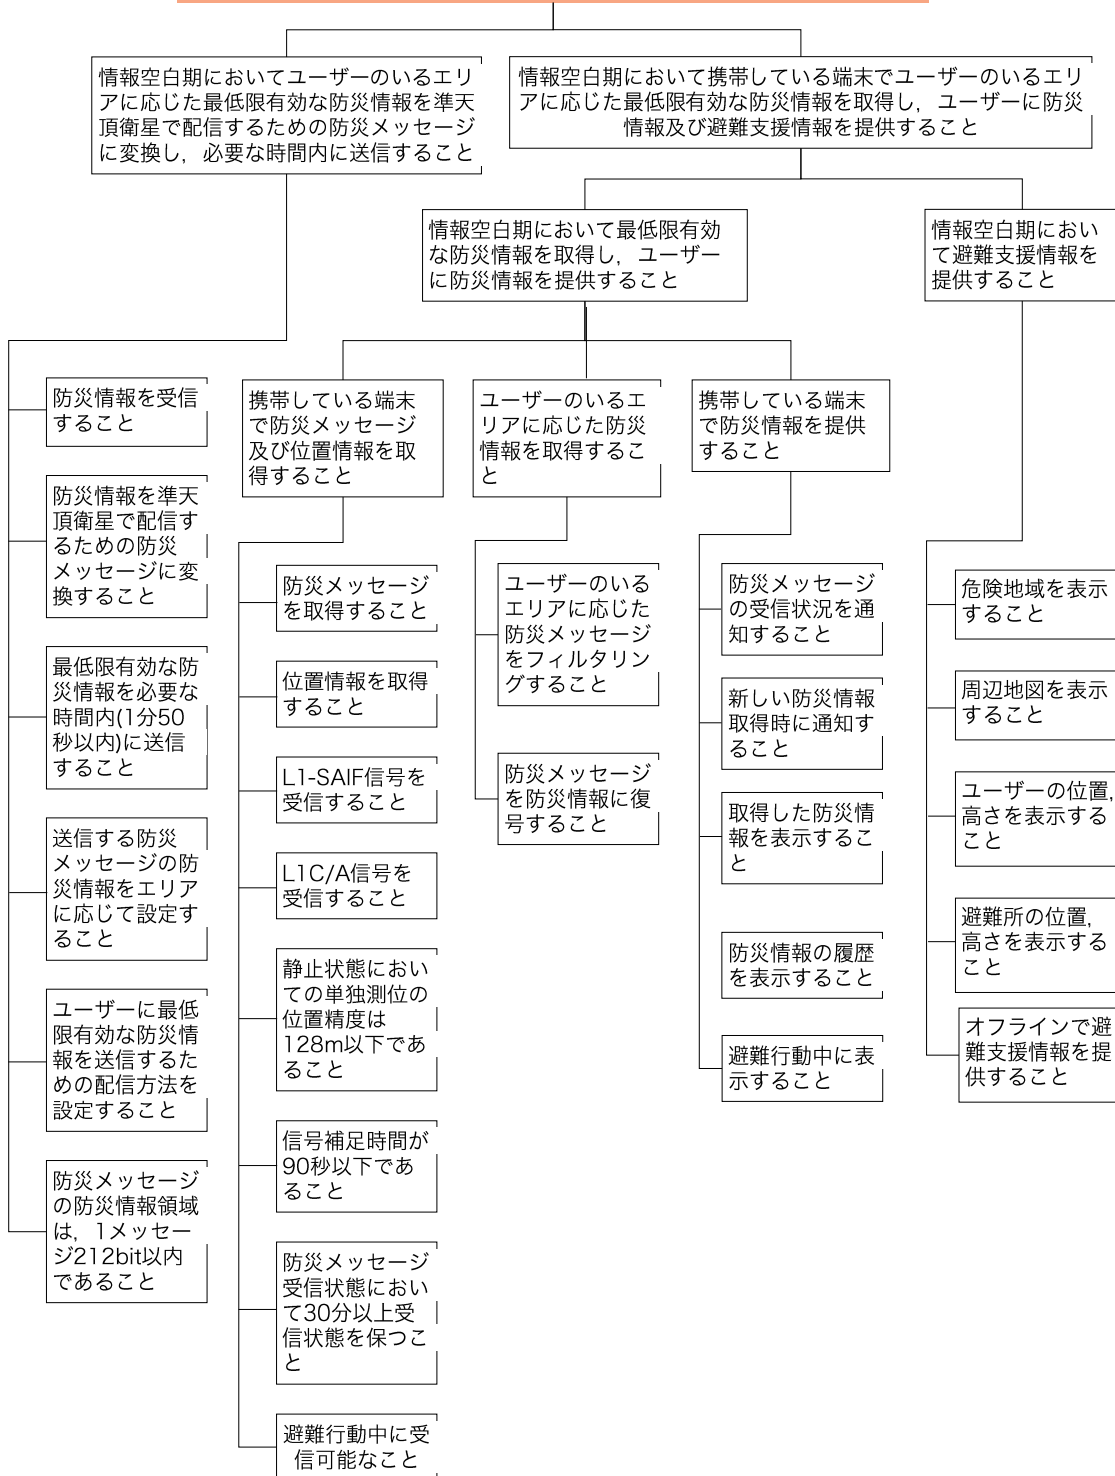 情報空白期においてユーザーのいるエリ
アに応じた最低限有効な防災情報を準天
頂衛星で配信するための防災メッセージ
に変換し，必要な時間内に送信すること
情報空白期において携帯している端末でユーザーのいるエリ
アに応じた最低限有効な防災情報を取得し，ユーザーに防災
情報及び避難支援情報を提供すること
情報空白期において最低限有効
な防災情報を取得し，ユーザー
に防災情報を提供すること
情報空白期におい
て避難支援情報を
提供すること
防災情報を受信
すること
防災情報を準天
頂衛星で配信す
るための防災
メッセージに変
換すること
最低限有効な防
災情報を必要な
時間内(1分50
秒以内)に送信
すること
送信する防災
メッセージの防
災情報をエリア
に応じて設定す
ること
ユーザーに最低
限有効な防災情
報を送信するた
めの配信方法を
設定すること
防災メッセージ
の防災情報領域
は，1メッセー
ジ212bit以内
であること
携帯している端末
で防災メッセージ
及び位置情報を取
得すること
防災メッセージ
を取得すること
位置情報を取得
すること
L1-SAIF信号を
受信すること
L1C/A信号を
受信すること
静止状態におい
ての単独測位の
位置精度は
128m以下であ
ること
信号補足時間が
90秒以下であ
ること
防災メッセージ
受信状態におい
て30分以上受
信状態を保つこ
と
避難行動中に受
信可能なこと
ユーザーのいるエ
リアに応じた防災
情報を取得するこ
と
ユーザーのいる
エリアに応じた
防災メッセージ
をフィルタリン
グすること
防災メッセージ
を防災情報に復
号すること
携帯している端末
で防災情報を提供
すること
防災メッセージ
の受信状況を通
知すること
新しい防災情報
取得時に通知す
ること
取得した防災情
報を表示するこ
と
防災情報の履歴
を表示すること
避難行動中に表
示すること
危険地域を表示
すること
周辺地図を表示
すること
ユーザーの位置,
高さを表示する
こと
避難所の位置,
高さを表示する
こと
オフラインで避
難支援情報を提
供すること